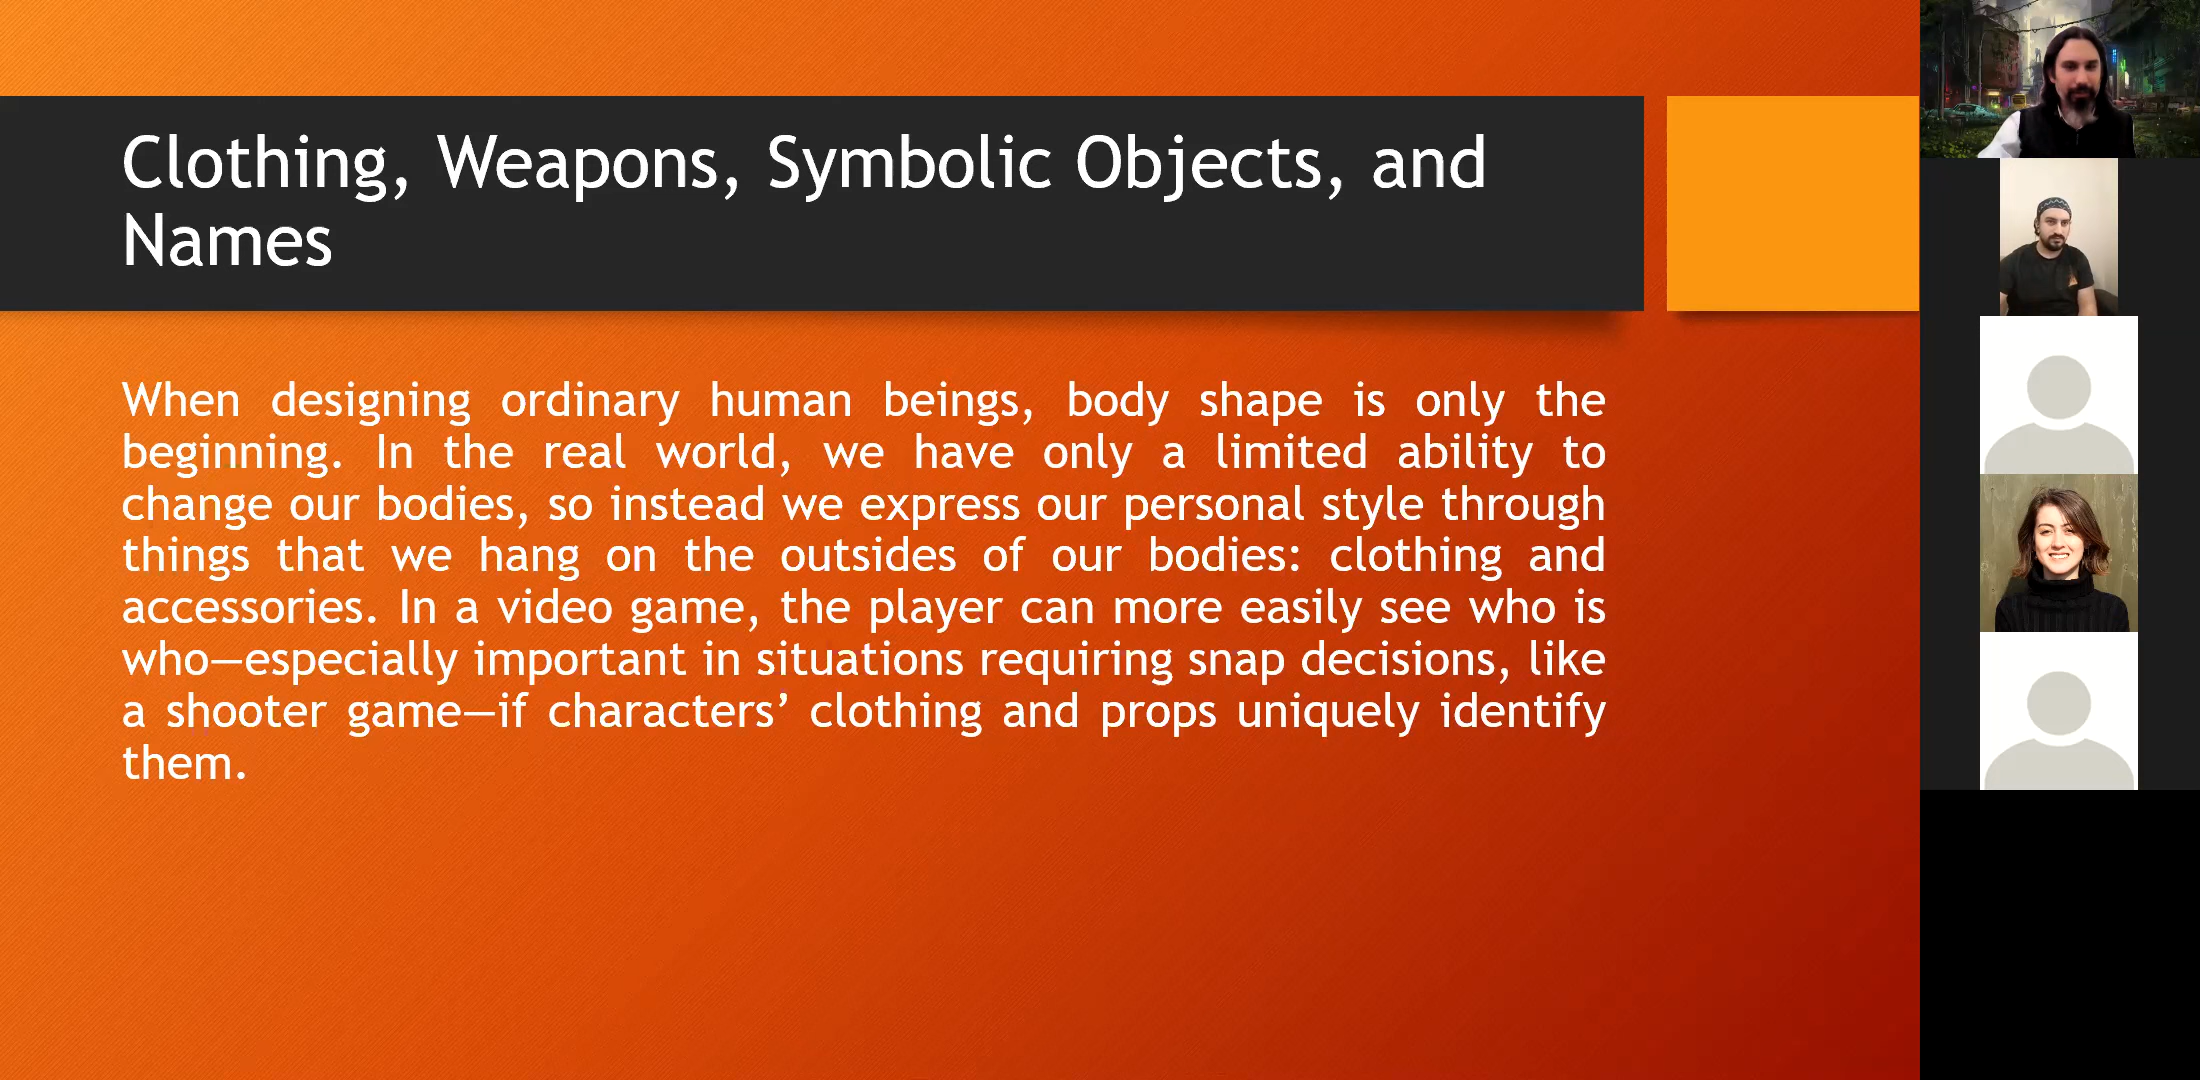 Clothing, Weapons, Symbolic Objects, and
Names
When designing ordinary human beings, body shape is only the
beginning. In the real world, we have only a limited ability to
change our bodies, so instead we express our personal style through
things that we hang on the outsides of our bodies: clothing and
accessories. In a video game, the player can more easily see who is
who—especially important in situations requiring snap decisions, like
a shooter game—if characters’ clothing and props uniquely identify
them.